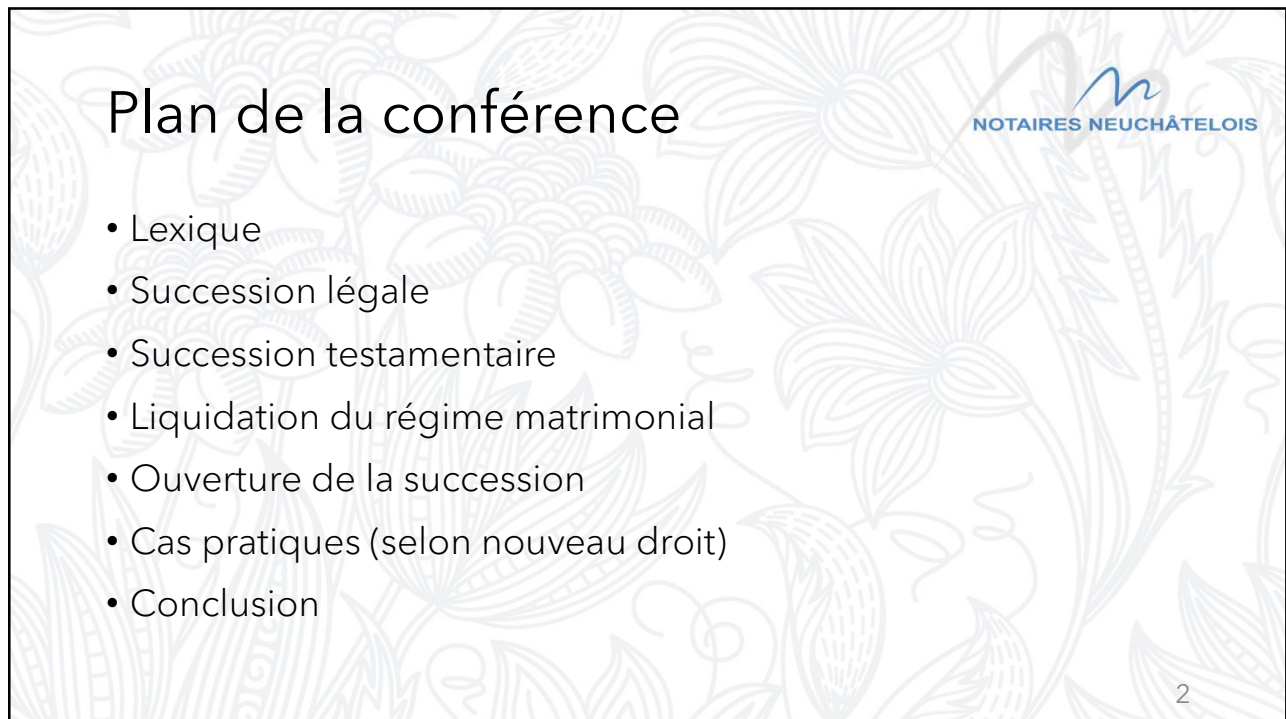 Plan de la conférence
NOTAIRES NEUCHÂTELOIS
• Lexique
• Succession légale
• Succession testamentaire
• Liquidation du régime matrimonial
• Ouverture de la succession
• Cas pratiques (selon nouveau droit)
• Conclusion
2